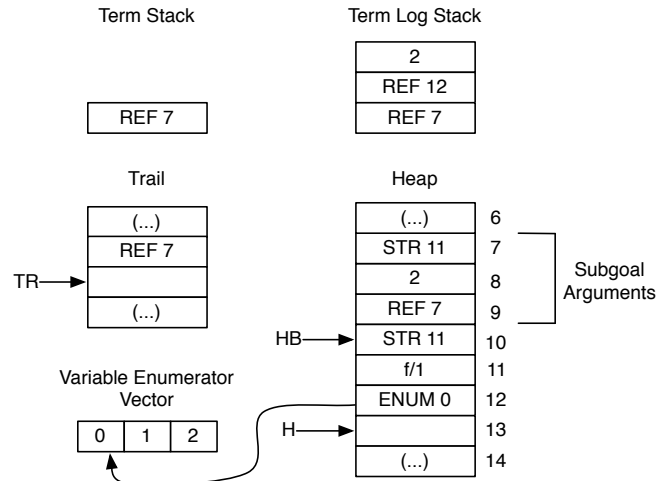 Term Stack
REF 7
Term Log Stack
2
REF 12
REF 7
Trail
(...)
REF 7
TR
(...)
Heap
(...) 6
STR 11 7
2 8
REF 7 9
HB STR 11 10
f/1 11
ENUM 0 12
H 13
(...) 14
Subgoal
Arguments
Variable Enumerator
Vector
0 1 2